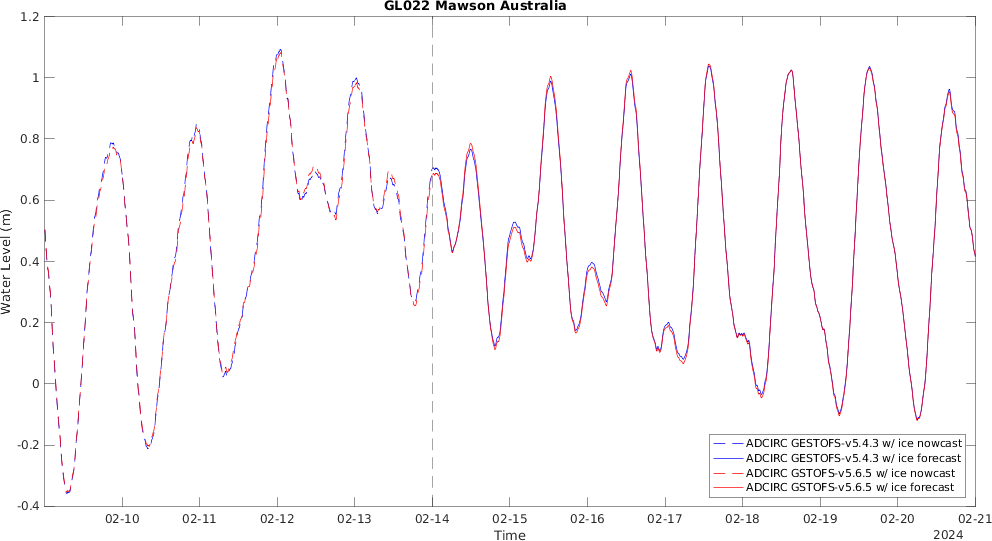 GL022 Mawson Australia
1.2
1
0.8
0.6
0.4
0.2
0
-0.2
-0.4
Water Level (m)
ADCIRC GESTOFS-v5.4.3 w/ ice nowcast
ADCIRC GESTOFS-v5.4.3 w/ ice forecast
ADCIRC GSTOFS-v5.6.5 w/ ice nowcast
ADCIRC GSTOFS-v5.6.5 w/ ice forecast
02-10 02-11 02-12 02-13 02-14 02-15 02-16 02-17 02-18 02-19 02-20 02-21
Time
2024